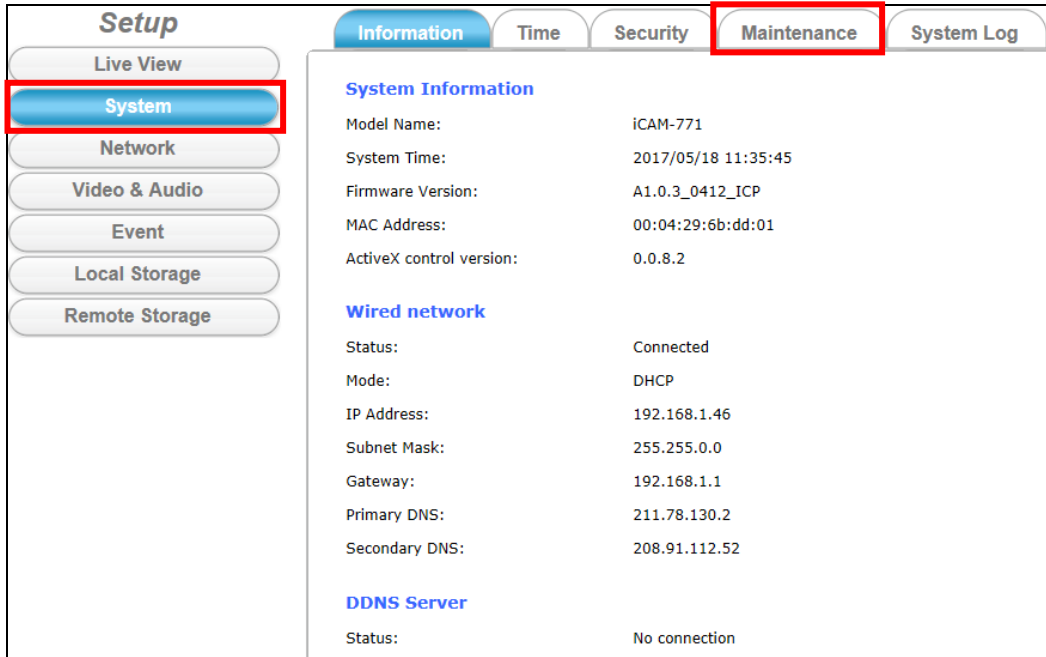 Setup
Live View
System
Network
Video & Audio
Event
Local Storage
Remote Storage
Information Time Security Maintenance System Log
System Information
Model Name: iCAM-771
System Time: 2017/05/18 11:35:45
Firmware Version: A1.0.3_0412_ICP
MAC Address: 00:04:29:6b:dd:01
ActiveX control version: 0.0.8.2
Wired network
Status: Connected
Mode: DHCP
IP Address: 192.168.1.46
Subnet Mask: 255.255.0.0
Gateway: 192.168.1.1
Primary DNS: 211.78.130.2
Secondary DNS: 208.91.112.52
DDNS Server
Status: No connection